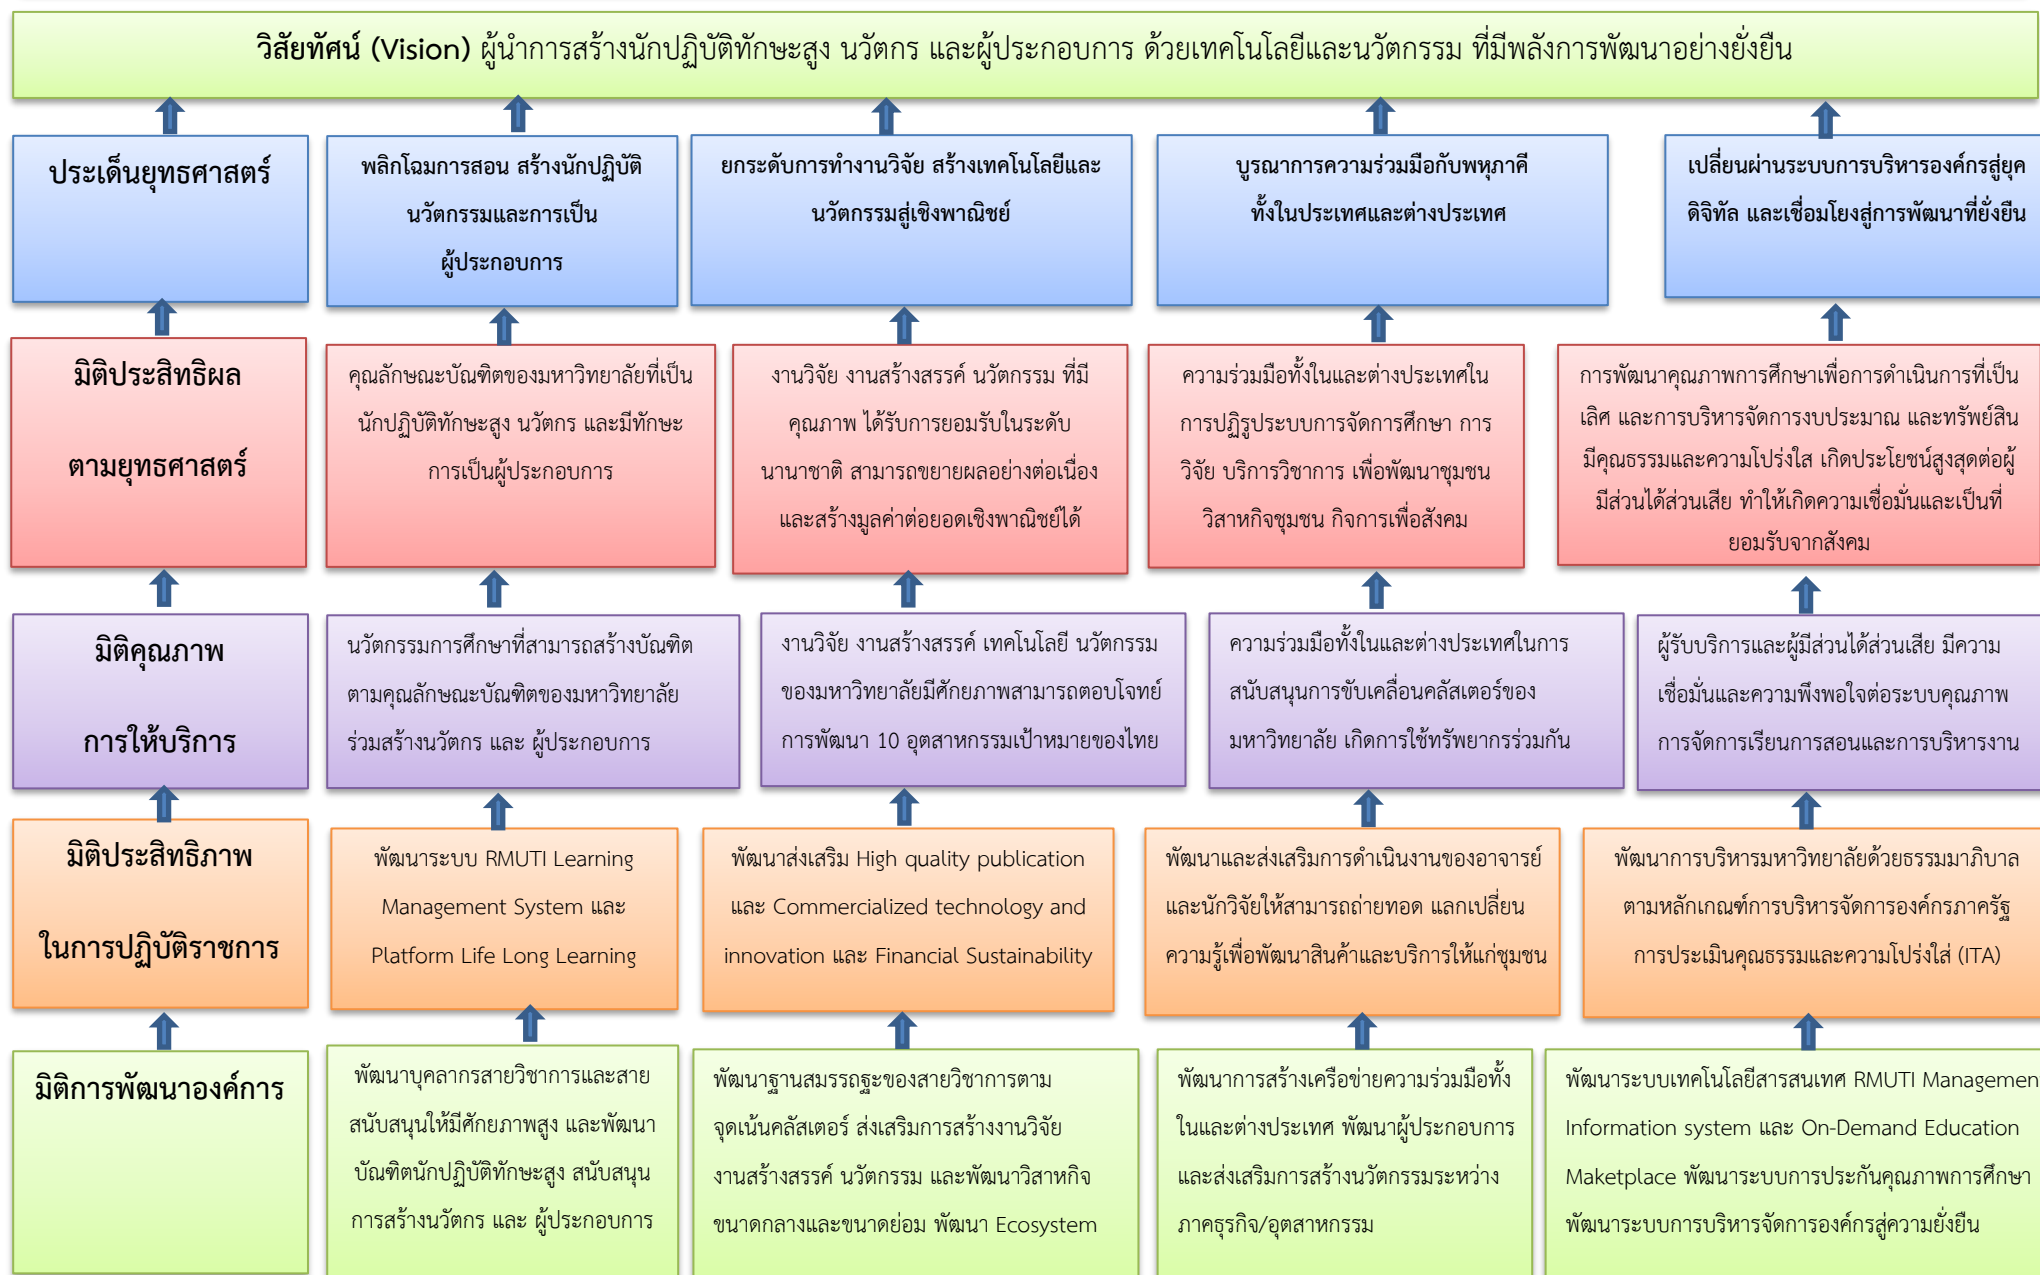 วิสัยทัศน์ (Vision) ผู้นำการสร้างนักปฏิบัติทักษะสูง นวัตกร และผู้ประกอบการ ด้วยเทคโนโลยีและนวัตกรรม ที่มีพลังการพัฒนาอย่างยั่งยืน
ประเด็นยุทธศาสตร์
พลิกโฉมการสอน สร้างนักปฏิบัติ
นวัตกรรมและการเป็น
ผู้ประกอบการ
ยกระดับการทำงานวิจัย สร้างเทคโนโลยีและ
นวัตกรรมสู่เชิงพาณิชย์
บูรณาการความร่วมมือกับพหุภาคี
ทั้งในประเทศและต่างประเทศ
เปลี่ยนผ่านระบบการบริหารองค์กรสู่ยุค
ดิจิทัล และเชื่อมโยงสู่การพัฒนาที่ยั่งยืน
มิติประสิทธิผล
ตามยุทธศาสตร์
คุณลักษณะบัณฑิตของมหาวิทยาลัยที่เป็น
นักปฏิบัติทักษะสูง นวัตกร และมีทักษะ
การเป็นผู้ประกอบการ
งานวิจัย งานสร้างสรรค์ นวัตกรรม ที่มี
คุณภาพ ได้รับการยอมรับในระดับ
นานาชาติ สามารถขยายผลอย่างต่อเนื่อง
และสร้างมูลค่าต่อยอดเชิงพาณิชย์ได้
ความร่วมมือทั้งในและต่างประเทศใน
การปฏิรูประบบการจัดการศึกษา การ
วิจัย บริการวิชาการ เพื่อพัฒนาชุมชน
วิสาหกิจชุมชน กิจการเพื่อสังคม
การพัฒนาคุณภาพการศึกษาเพื่อการดำเนินการที่เป็น
เลิศ และการบริหารจัดการงบประมาณ และทรัพย์สิน
มีคุณธรรมและความโปร่งใส เกิดประโยชน์สูงสุดต่อผู้
มีส่วนได้ส่วนเสีย ทำให้เกิดความเชื่อมั่นและเป็นที่
ยอมรับจากสังคม
มิติคุณภาพ
การให้บริการ
นวัตกรรมการศึกษาที่สามารถสร้างบัณฑิต
ตามคุณลักษณะบัณฑิตของมหาวิทยาลัย
ร่วมสร้างนวัตกร และ ผู้ประกอบการ
งานวิจัย งานสร้างสรรค์ เทคโนโลยี นวัตกรรม
ของมหาวิทยาลัยมีศักยภาพสามารถตอบโจทย์
การพัฒนา 10 อุตสาหกรรมเป้าหมายของไทย
ความร่วมมือทั้งในและต่างประเทศในการ
สนับสนุนการขับเคลื่อนคลัสเตอร์ของ
มหาวิทยาลัย เกิดการใช้ทรัพยากรร่วมกัน
ผู้รับบริการและผู้มีส่วนได้ส่วนเสีย มีความ
เชื่อมั่นและความพึงพอใจต่อระบบคุณภาพ
การจัดการเรียนการสอนและการบริหารงาน
มิติประสิทธิภาพ
ในการปฏิบัติราชการ
พัฒนาระบบ RMUTI Learning
Management System และ
Platform Life Long Learning
พัฒนาส่งเสริม High quality publication
และ Commercialized technology and
innovation และ Financial Sustainability
พัฒนาและส่งเสริมการดำเนินงานของอาจารย์
และนักวิจัยให้สามารถถ่ายทอด แลกเปลี่ยน
ความรู้เพื่อพัฒนาสินค้าและบริการให้แก่ชุมชน
พัฒนาการบริหารมหาวิทยาลัยด้วยธรรมมาภิบาล
ตามหลักเกณฑ์การบริหารจัดการองค์กรภาครัฐ
การประเมินคุณธรรมและความโปร่งใส่ (ITA)
มิติการพัฒนาองค์การ
พัฒนาบุคลากรสายวิชาการและสาย
สนับสนุนให้มีศักยภาพสูง และพัฒนา
บัณฑิตนักปฏิบัติทักษะสูง สนับสนุน
การสร้างนวัตกร และ ผู้ประกอบการ
พัฒนาฐานสมรรถฐะของสายวิชาการตาม
จุดเน้นคลัสเตอร์ ส่งเสริมการสร้างงานวิจัย
งานสร้างสรรค์ นวัตกรรม และพัฒนาวิสาหกิจ
ขนาดกลางและขนาดย่อม พัฒนา Ecosystem
พัฒนาการสร้างเครือข่ายความร่วมมือทั้ง
ในและต่างประเทศ พัฒนาผู้ประกอบการ
และส่งเสริมการสร้างนวัตกรรมระหว่าง
ภาคธุรกิจ/อุตสาหกรรม
พัฒนาระบบเทคโนโลยีสารสนเทศ RMUTI Managemen
Information system และ On-Demand Education
Maketplace พัฒนาระบบการประกันคุณภาพการศึกษา
พัฒนาระบบการบริหารจัดการองค์กรสู่ความยั่งยืน